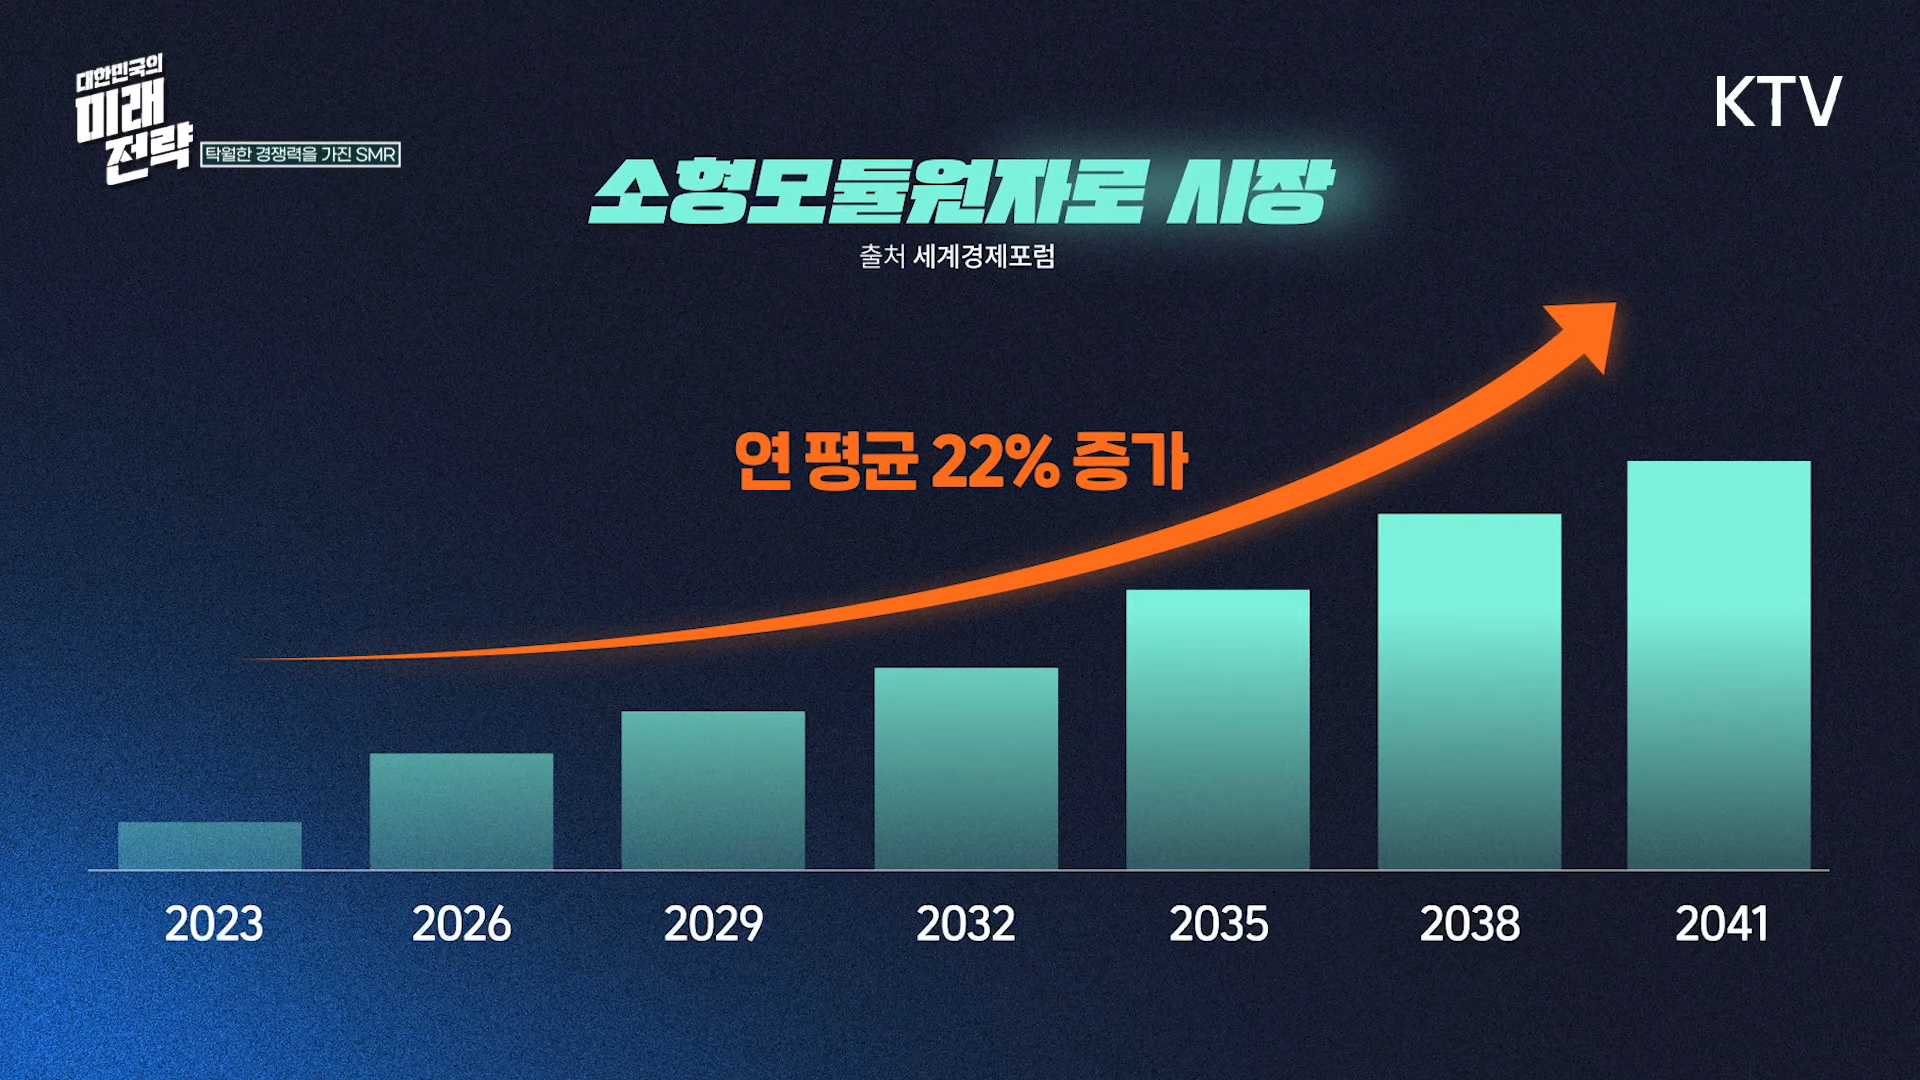 대한민국의
미래
전략
탁월한 경쟁력을 가진 SMR
KTV
소형모듈원자로 시장
출처 세계경제포럼
연 평균 22% 증가
2023 2026 2029 2032 2035 2038 2041